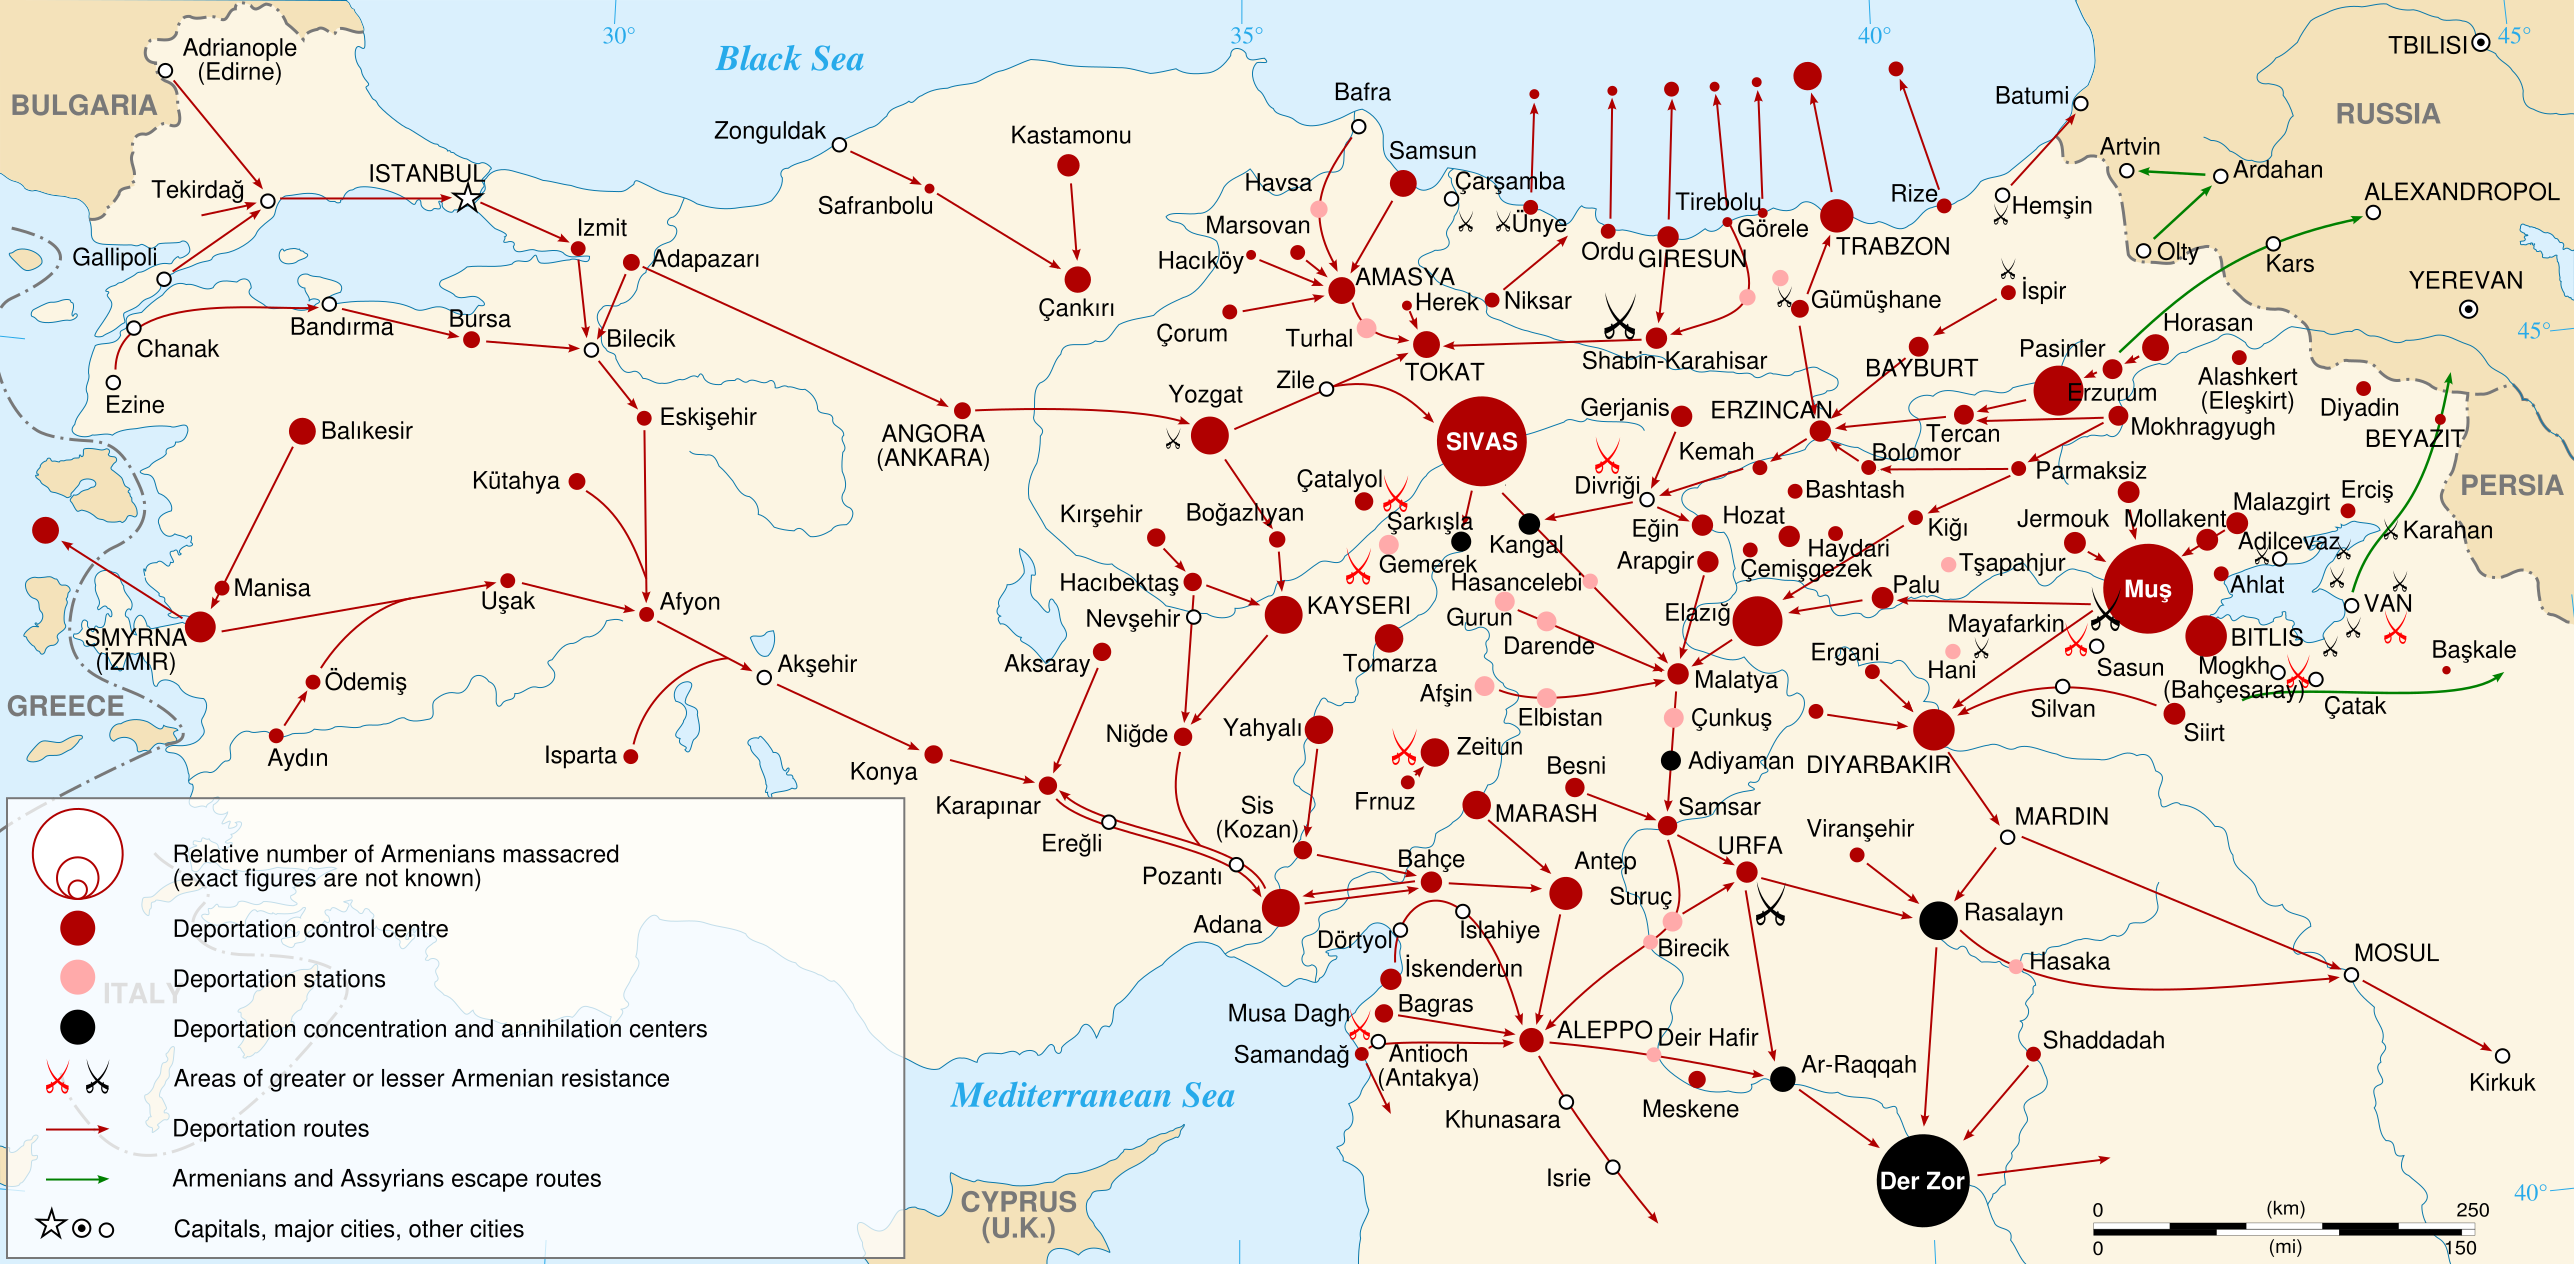 30°
35°
40°
45°
Black Sea
TBILISI
Adrianople
(Edirne)
BULGARIA
Bafra
Batumi
RUSSIA
Zonguldak
Kastamonu
Samsun
Artvin
ISTANBUL
Tekirdağ
Safranbolu
Havsa
Çarşamba
Tirebolu
Rize
Hemşin
Ardahan
ALEXANDROPOL
Marsovan
Ünye
Ordu
GIRESUN
Görele
TRABZON
Izmit
Gallipoli
Adapazarı
Hacıköy
AMASYA
Olty
Kars
YEREVAN
Çankırı
Herek
Niksar
Gümüşhane
İspir
45°
Bandırma
Bursa
Bilecik
Chanak
Çorum
Turhal
Horasan
Pasinler
Shabin-Karahisar
BAYBURT
TOKAT
Zile
Erzurum
Alashkert
(Eleşkirt)
Ezine
Yozgat
Diyadin
Eskişehir
Gerjanis
ERZINCAN
Tercan
Mokhragyugh
BEYAZIT
Balıkesir
ANGORA
(ANKARA)
SIVAS
Kemah
Bolomor
Parmaksiz
PERSIA
Kütahya
Çatalyol
Divriği
Bashtash
Malazgirt
Erciş
Kırşehir
Boğazlıyan
Şarkışla
Kangal
Eğin
Hozat
Kiğı
Jermouk
Mollakent
Karahan
Gemerek
Haydari
Adilcevaz
Arapgir
Çemişgezek
Tşapahjur
Hacıbektaş
Hasancelebi
Palu
Muş
Ahlat
Manisa
Uşak
Afyon
KAYSERI
Nevşehir
Gurun
Elazığ
Mayafarkin
VAN
SMYRNA
(İZMIR)
Darende
BITLIS
Aksaray
Tomarza
Ergani
Hani
Sasun
Mogkh
(Bahçesaray)
Başkale
Akşehir
Ödemiş
Afşin
Malatya
GREECE
Elbistan
Çunkuş
Silvan
Çatak
Niğde
Yahyalı
Siirt
Aydın
Isparta
Zeitun
Adiyaman
DIYARBAKIR
Konya
Besni
Karapınar
Frnuz
MARASH
Samsar
MARDIN
Sis
(Kozan)
Ereğli
Viranşehir
URFA
Bahçe
Antep
Pozantı
Suruç
Adana
Rasalayn
Dörtyol
Islahiye
Birecik
İskenderun
Hasaka
MOSUL
Musa Dagh
Bagras
ALEPPO
Deir Hafir
Shaddadah
Samandağ
Antioch
(Antakya)
Ar-Raqqah
Kirkuk
Mediterranean Sea
Khunasara
Meskene
Isrie
Der Zor
CYPRUS
(U.K.)
40°
0
(km)
250
0
(mi)
150
Relative number of Armenians massacred
(exact figures are not known)
Deportation control centre
Deportation stations
ITALY
Deportation concentration and annihilation centers
Areas of greater or lesser Armenian resistance
Deportation routes
Armenians and Assyrians escape routes
Capitals, major cities, other cities